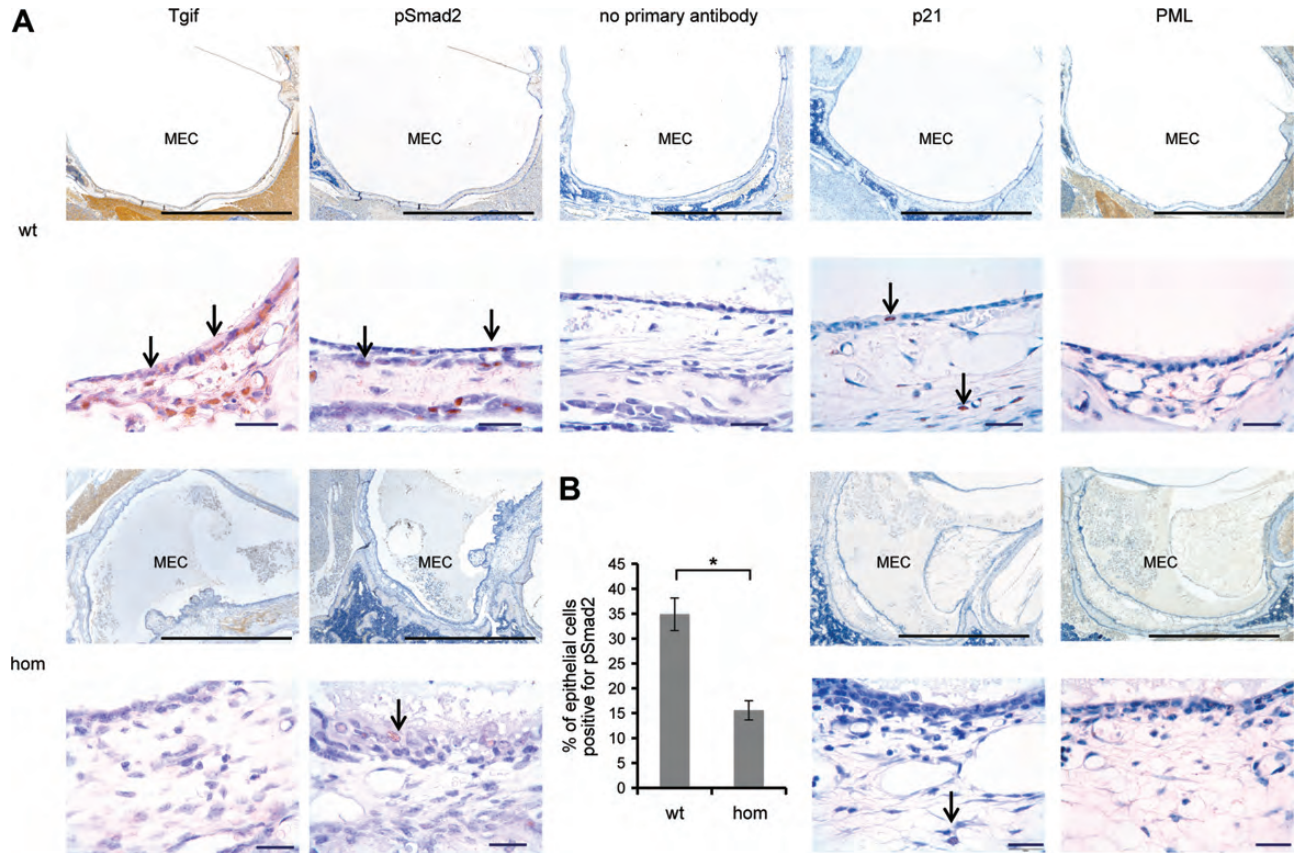 A
Tgif
pSmad2
no primary antibody
p21
PML
wt
MEC
MEC
MEC
MEC
MEC
hom
MEC
MEC
MEC
MEC
B
% of epithelial cells
positive for pSmad2
45
40
35
30
25
20
15
10
5
0
*
wt
hom